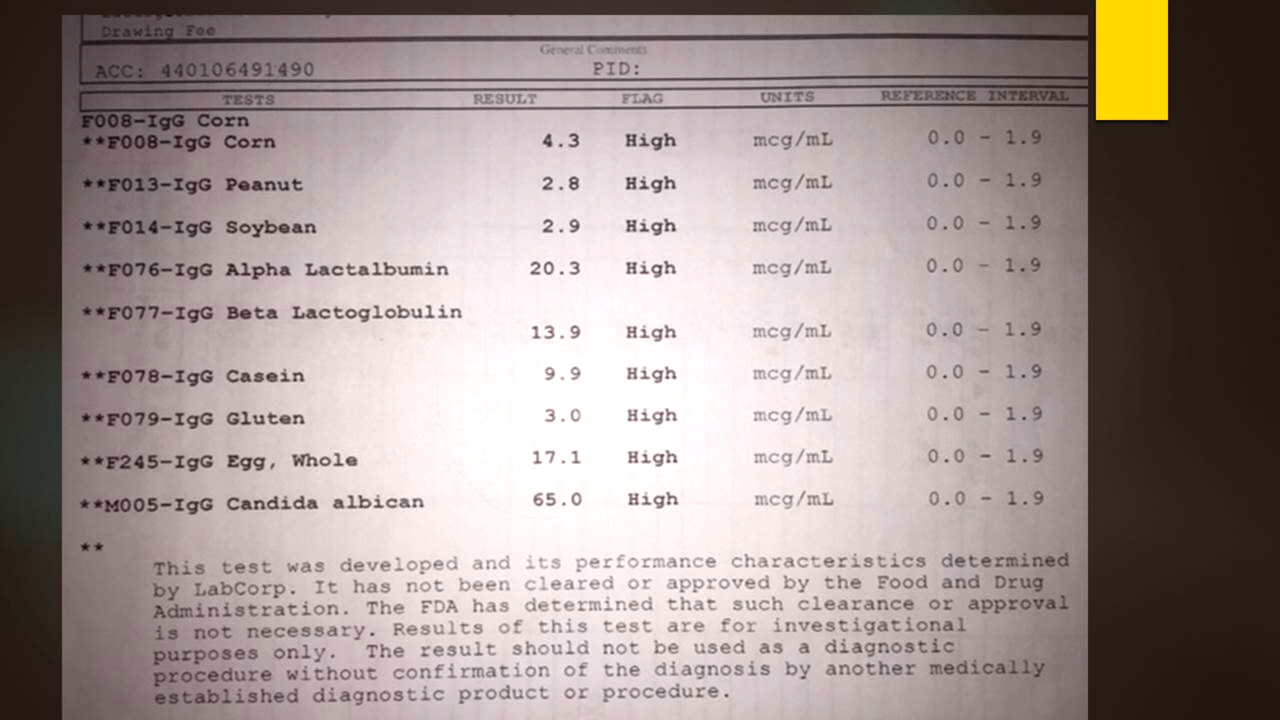 Drawing Fee
General Comments
ACC: 440106491490 PID:
TESTS RESULT FLAG UNITS REFERENCE INTERVAL
F008-IgG Corn
**F008-IgG Corn 4.3 High mcg/mL 0.0 - 1.9
**F013-IgG Peanut 2.8 High mcg/mL 0.0 - 1.9
**F014-IgG Soybean 2.9 High mcg/mL 0.0 - 1.9
**F076-IgG Alpha Lactalbumin 20.3 High mcg/mL 0.0 - 1.9
**F077-IgG Beta Lactoglobulin
13.9 High mcg/mL 0.0 - 1.9
**F078-IgG Casein 9.9 High mcg/mL 0.0 - 1.9
**F079-IgG Gluten 3.0 High mcg/mL 0.0 - 1.9
**F245-IgG Egg, Whole 17.1 High mcg/mL 0.0 - 1.9
**M005-IgG Candida albican 65.0 High mcg/mL 0.0 - 1.9
**
This test was developed and its performance characteristics determined
by LabCorp. It has not been cleared or approved by the Food and Drug
Administration. The FDA has determined that such clearance or approval
is not necessary. Results of this test are for investigational
purposes only. The result should not be used as a diagnostic
procedure without confirmation of the diagnosis by another medically
established diagnostic product or procedure.